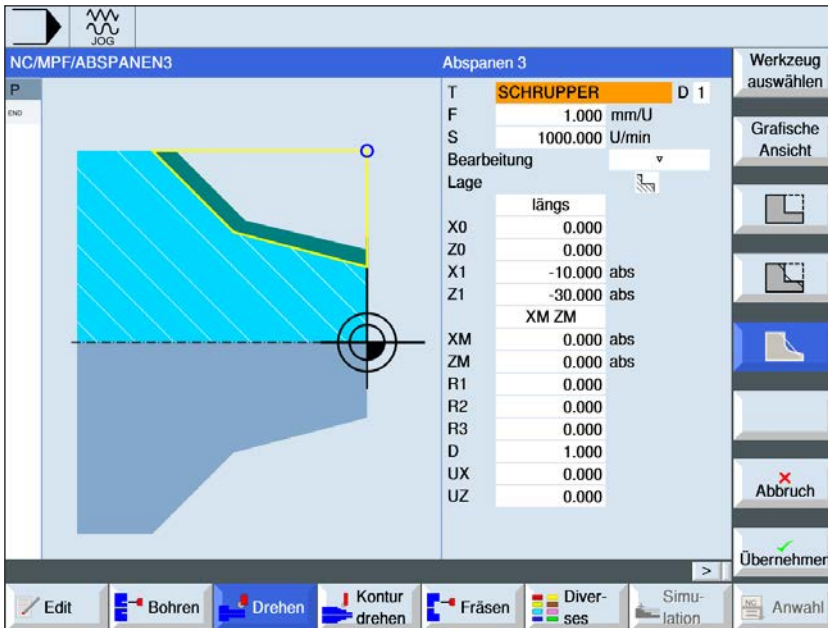 JOG
NC/MPF/ABSPANEN3
P
END
Abspanen 3
T SCHRUPPER D 1
F 1.000 mm/U
S 1000.000 U/min
Bearbeitung ▿
Lage
längs
X0 0.000
Z0 0.000
X1 -10.000 abs
Z1 -30.000 abs
XM ZM
XM 0.000 abs
ZM 0.000 abs
R1 0.000
R2 0.000
R3 0.000
D 1.000
UX 0.000
UZ 0.000
>
Werkzeug
auswählen
Grafische
Ansicht
Abbruch
Übernehmen
Edit
Bohren
Drehen
Kontur
drehen
Fräsen
Diver-
ses
Simu-
lation
NC
Anwahl